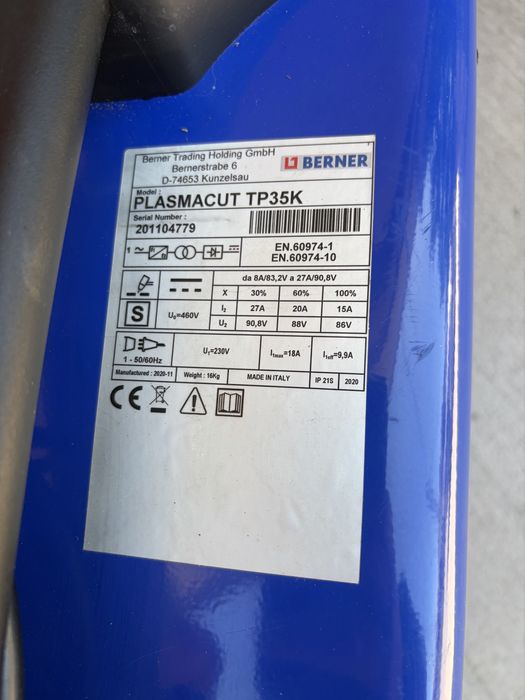 Berner Trading Holding GmbH
Bernerstrabe 6
D-74653 Kunzelsau
BERNER
Model :
PLASMACUT TP35K
Serial Number :
201104779
1 ~
EN.60974-1
EN.60974-10
da 8A/83,2V a 27A/90,8V
X 30% 60% 100%
S U₀=460V I₂ 27A 20A 15A
U₂ 90,8V 88V 86V
1 - 50/60Hz U₁=230V I₁max=18A I₁eff=9,9A
Manufactured : 2020-11 Weight : 16Kg MADE IN ITALY IP 21S 2020
CE